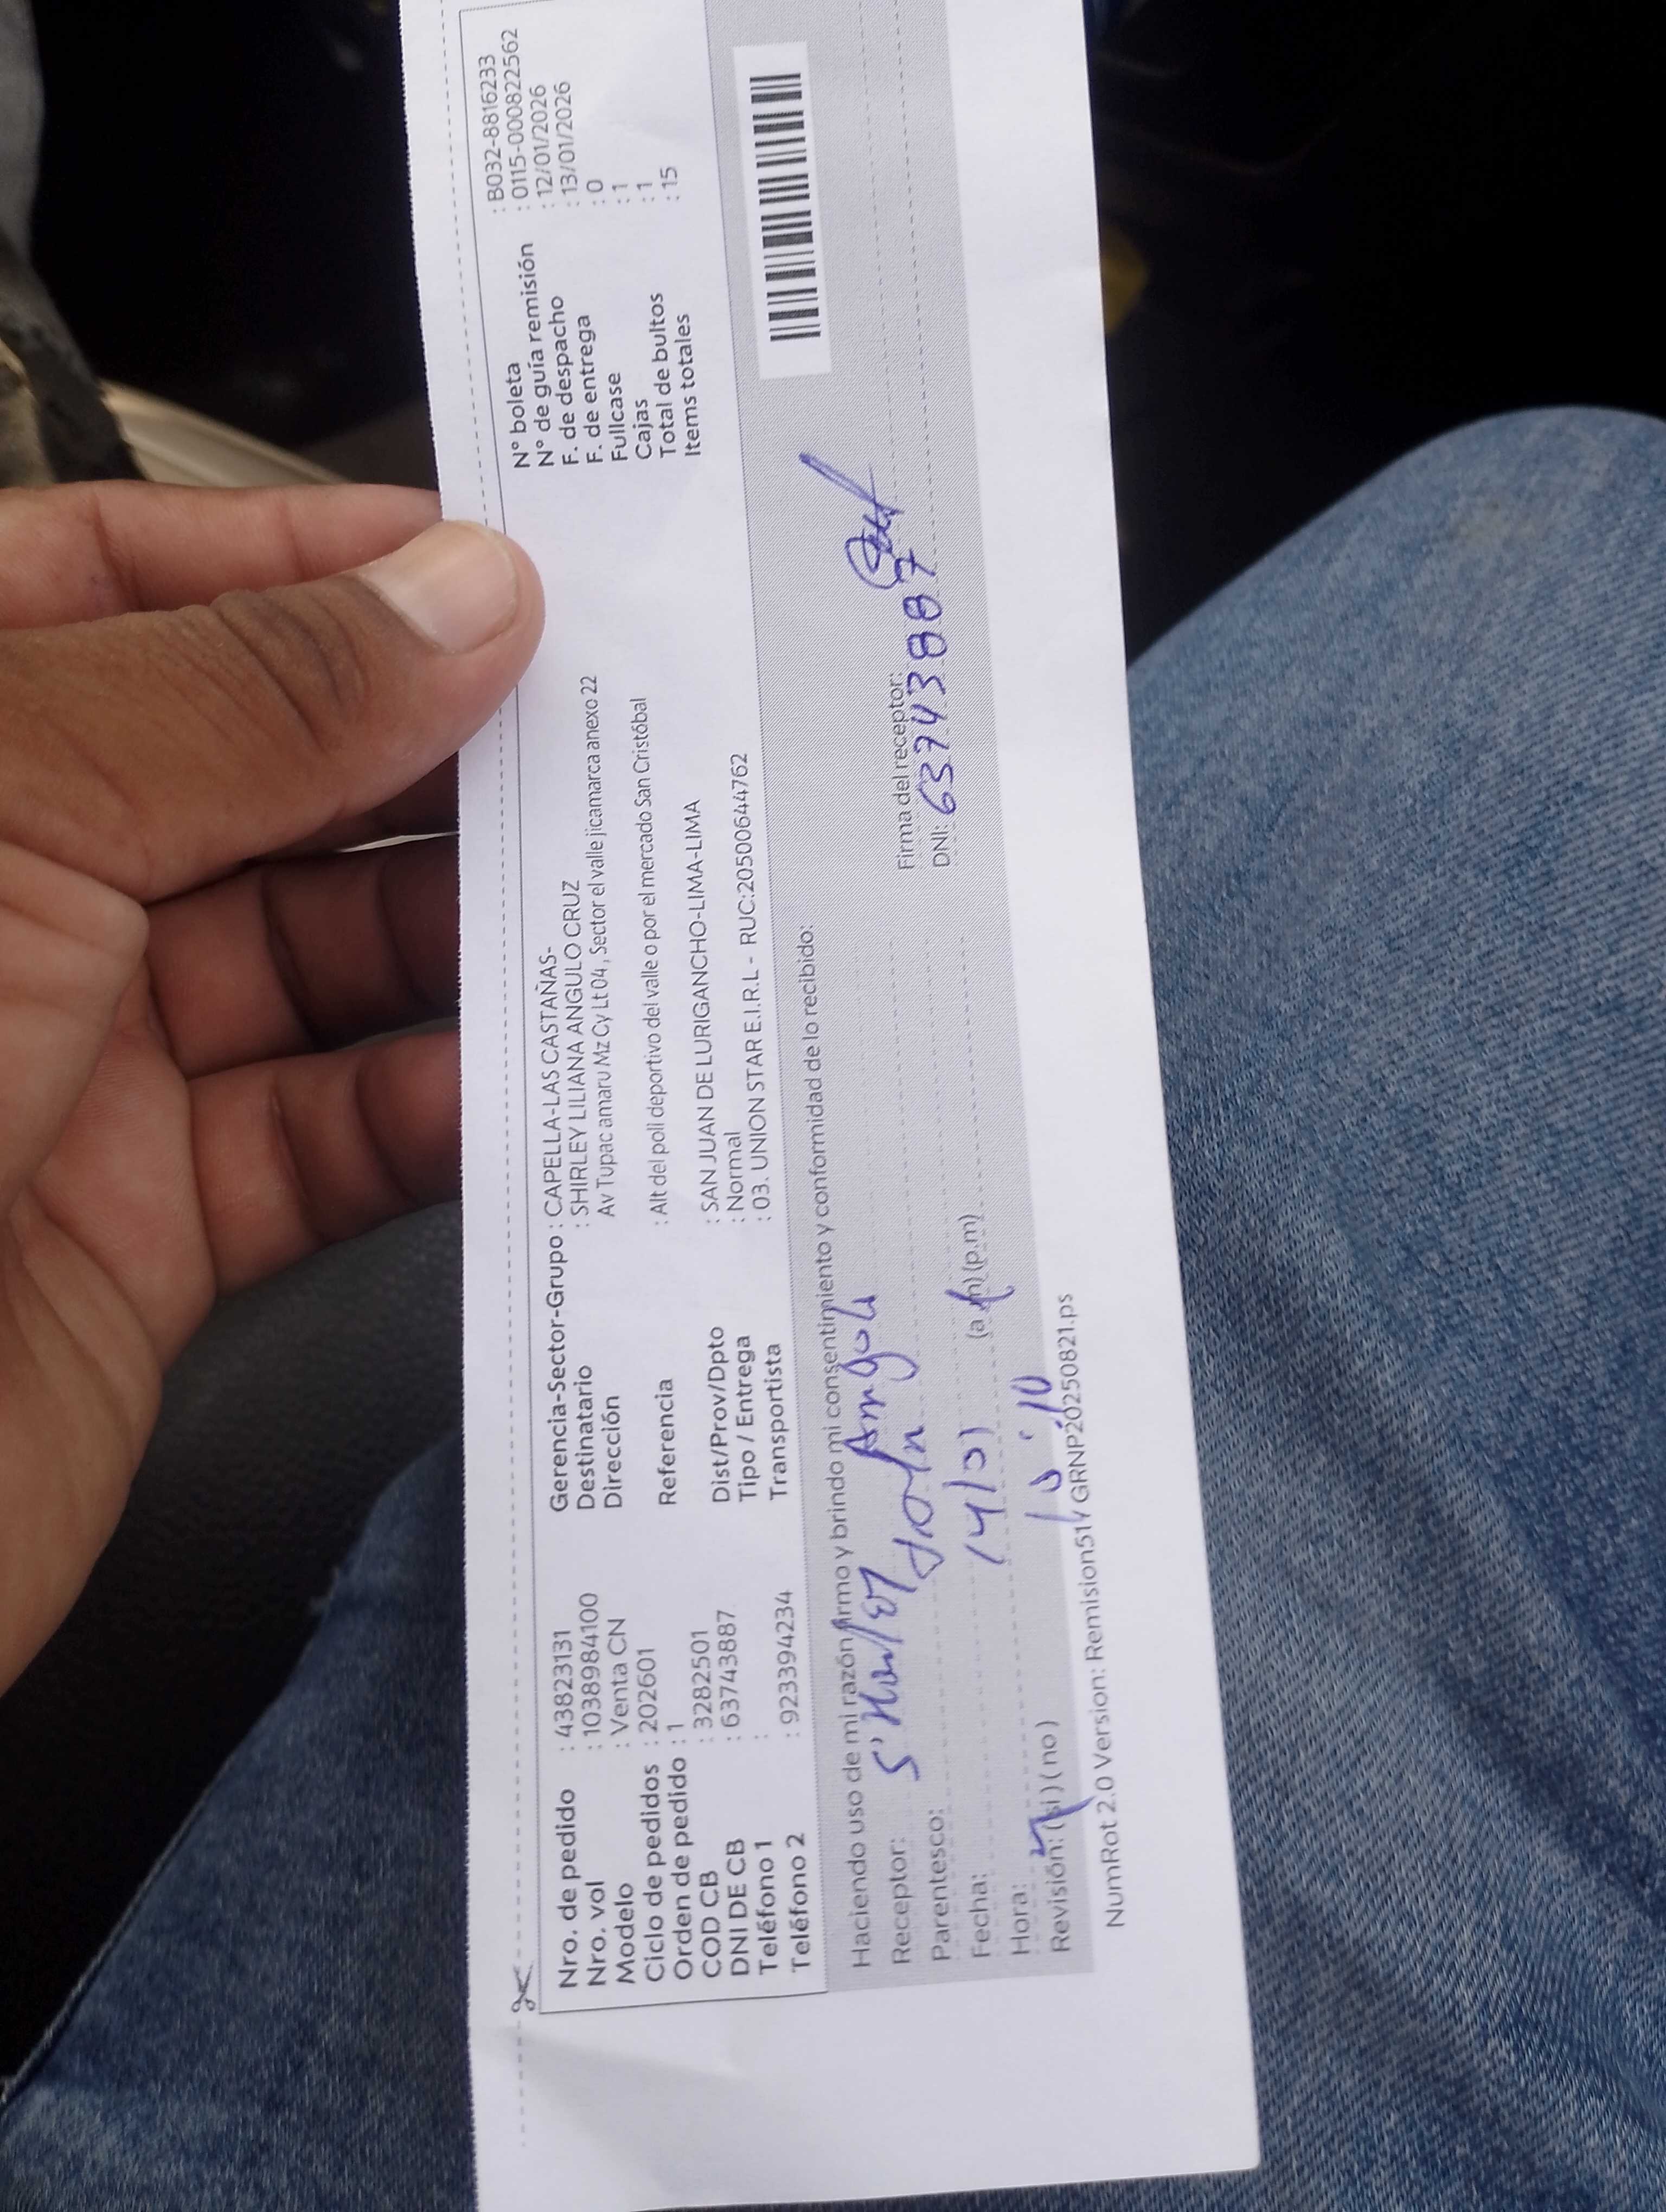 Nro. de pedido : 43823131
Nro. vol : 1038984100
Modelo : Venta CN
Ciclo de pedidos : 202601
Orden de pedido : 1
COD CB : 3282501
DNI DE CB : 63743887
Teléfono 1 :
Teléfono 2 : 923394234
Gerencia-Sector-Grupo : CAPELLA-LAS CASTAÑAS-
Destinatario : SHIRLEY LILIANA ANGULO CRUZ
Dirección Av Tupac amaru Mz Cy Lt 04 , Sector el valle jicamarca anexo 22
Referencia : Alt del poli deportivo del valle o por el mercado San Cristóbal
Dist/Prov/Dpto : SAN JUAN DE LURIGANCHO-LIMA-LIMA
Tipo / Entrega : Normal
Transportista : 03. UNION STAR E.I.R.L - RUC:20500644762
N° boleta : B032-8816233
N° de guía remisión : 0115-000822562
F. de despacho : 12/01/2026
F. de entrega : 13/01/2026
Fullcase : 0
Cajas : 1
Total de bultos : 1
Items totales : 15
Haciendo uso de mi razón firmo y brindo mi consentimiento y conformidad de lo recibido:
Receptor:
Parentesco:
Fecha: 14/01
Hora: (a.m) (p.m)
Revisión: (si) (no)
Firma del receptor:
DNI: 63743887
NumRot 2.0 Version: Remision51V GRNP20250821.ps